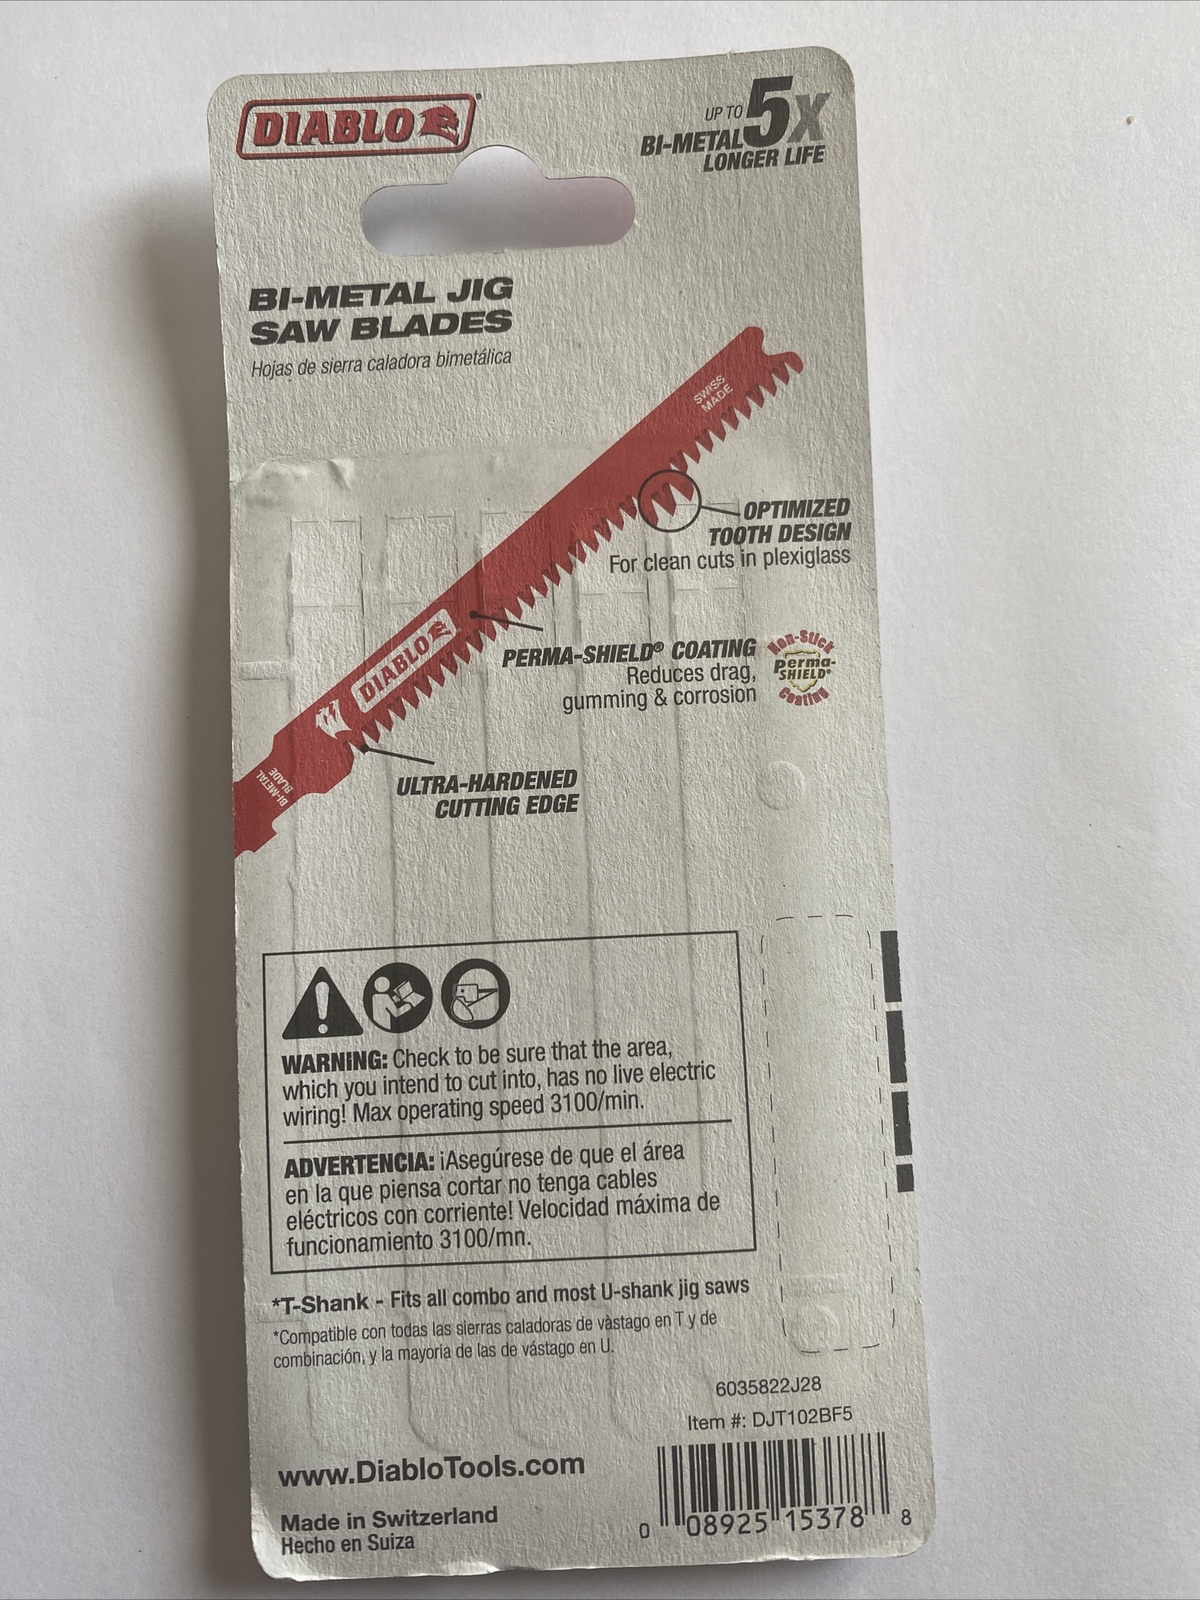 DIABLO
UP TO 5X
BI-METAL
LONGER LIFE
BI-METAL JIG
SAW BLADES
Hojas de sierra caladora bimetálica
SWISS
MADE
OPTIMIZED
TOOTH DESIGN
For clean cuts in plexiglass
DIABLO
PERMA-SHIELD® COATING
Reduces drag,
gumming & corrosion
Non-Stick
Perma-
SHIELD®
Coating
BI-METAL
BLADE
ULTRA-HARDENED
CUTTING EDGE
WARNING: Check to be sure that the area,
which you intend to cut into, has no live electric
wiring! Max operating speed 3100/min.
ADVERTENCIA: ¡Asegúrese de que el área
en la que piensa cortar no tenga cables
eléctricos con corriente! Velocidad máxima de
funcionamiento 3100/mn.
*T-Shank - Fits all combo and most U-shank jig saws
*Compatible con todas las sierras caladoras de vàstago en T y de
combinación, y la mayoria de las de vástago en U.
6035822J28
Item #: DJT102BF5
www.DiabloTools.com
Made in Switzerland
Hecho en Suiza
0 08925 15378 8